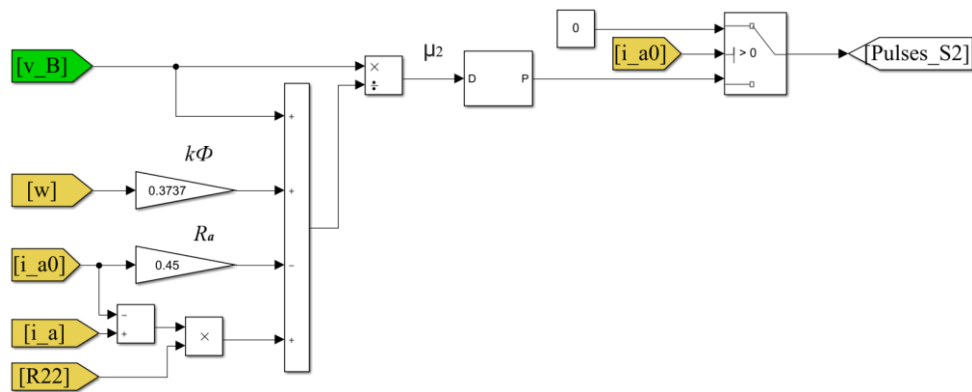 [v_B]
μ2
×
÷
D
P
0
[i_a0]
> 0
[Pulses_S2]
+
kΦ
[w]
0.3737
+
Ra
[i_a0]
0.45
−
−
[i_a]
+
×
+
[R22]